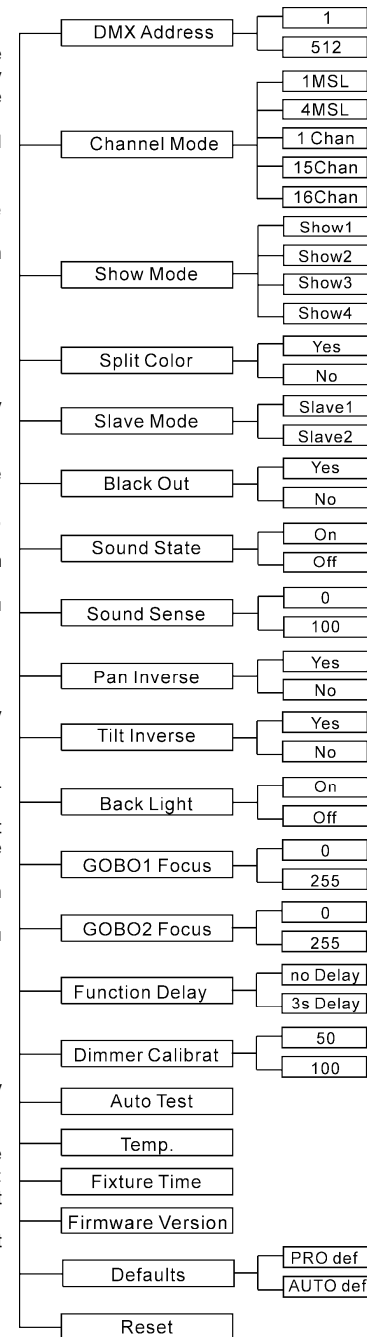 DMX Address
1
512
Channel Mode
1MSL
4MSL
1 Chan
15Chan
16Chan
Show Mode
Show1
Show2
Show3
Show4
Split Color
Yes
No
Slave Mode
Slave1
Slave2
Black Out
Yes
No
Sound State
On
Off
Sound Sense
0
100
Pan Inverse
Yes
No
Tilt Inverse
Yes
No
Back Light
On
Off
GOBO1 Focus
0
255
GOBO2 Focus
0
255
Function Delay
no Delay
3s Delay
Dimmer Calibrat
50
100
Auto Test
Temp.
Fixture Time
Firmware Version
Defaults
PRO def
AUTO def
Reset